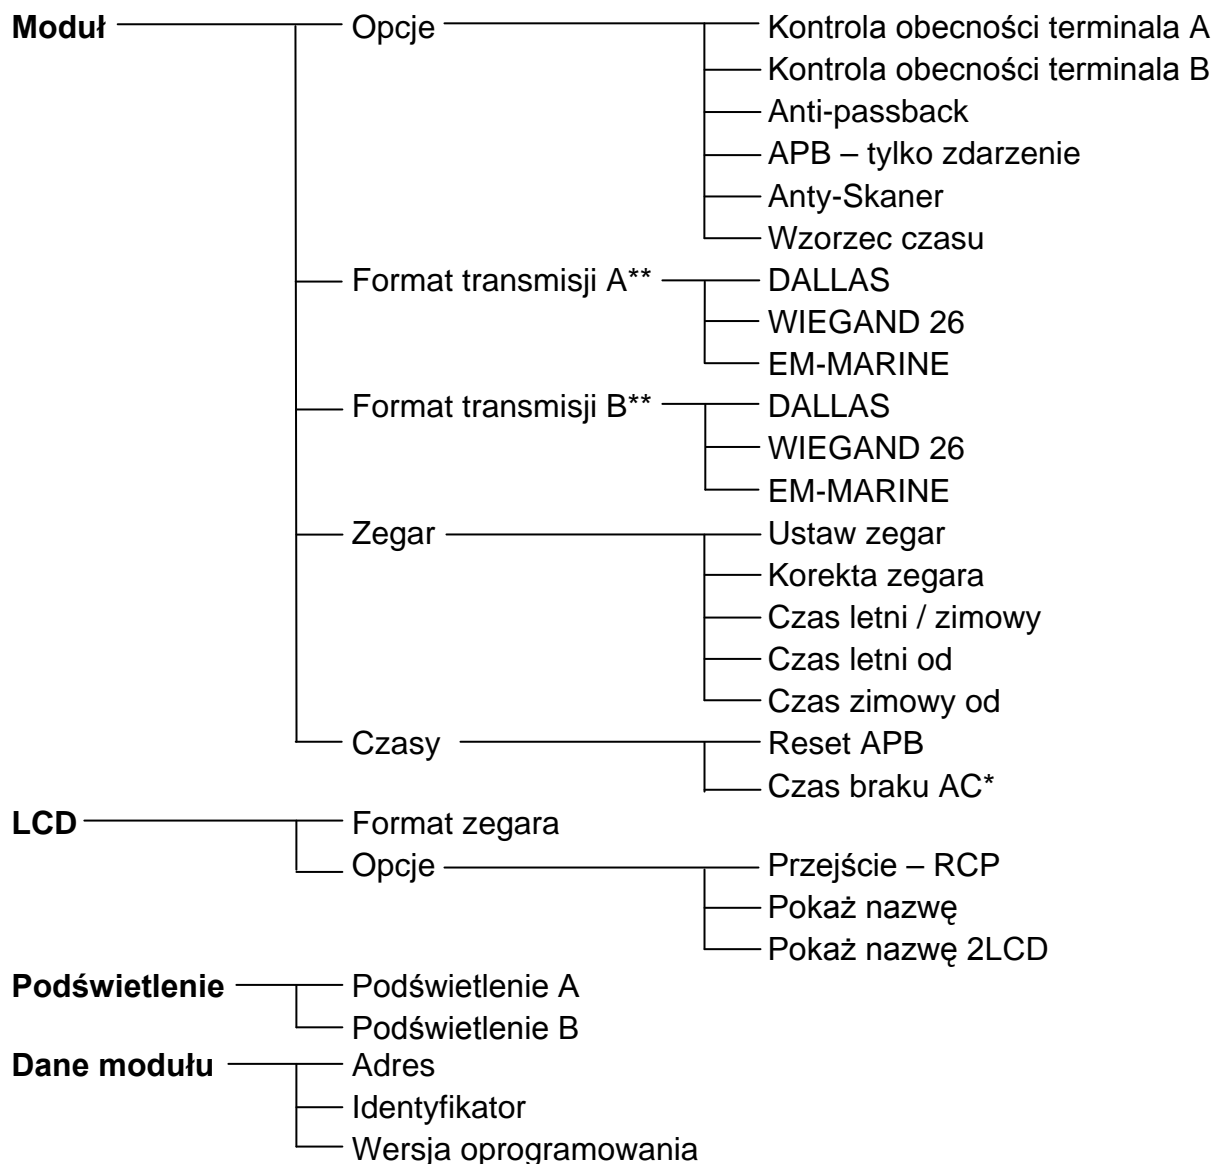 Moduł Opcje Kontrola obecności terminala A
Kontrola obecności terminala B
Anti-passback
APB – tylko zdarzenie
Anty-Skaner
Wzorzec czasu
Format transmisji A** DALLAS
WIEGAND 26
EM-MARINE
Format transmisji B** DALLAS
WIEGAND 26
EM-MARINE
Zegar Ustaw zegar
Korekta zegara
Czas letni / zimowy
Czas letni od
Czas zimowy od
Czasy Reset APB
Czas braku AC*
LCD Format zegara
Opcje Przejście – RCP
Pokaż nazwę
Pokaż nazwę 2LCD
Podświetlenie Podświetlenie A
Podświetlenie B
Dane modułu Adres
Identyfikator
Wersja oprogramowania